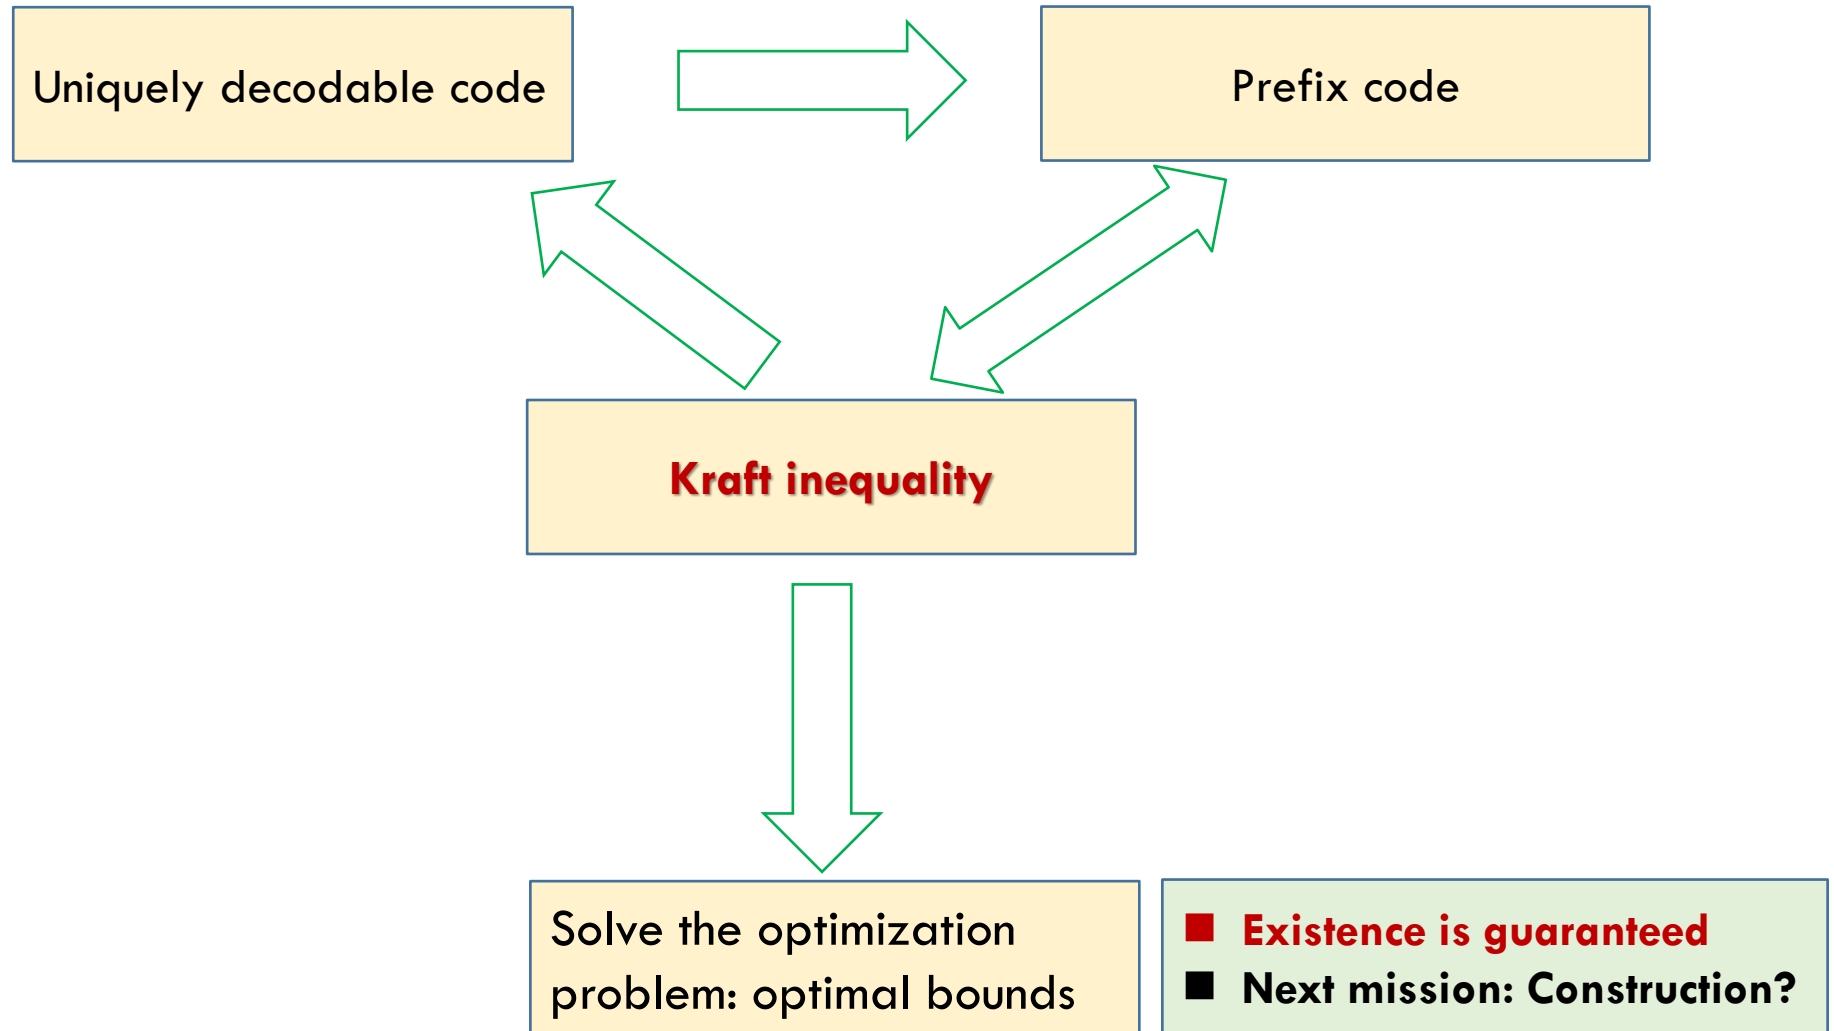 Uniquely decodable code
Prefix code
Kraft inequality
Solve the optimization
problem: optimal bounds
■ Existence is guaranteed
■ Next mission: Construction?